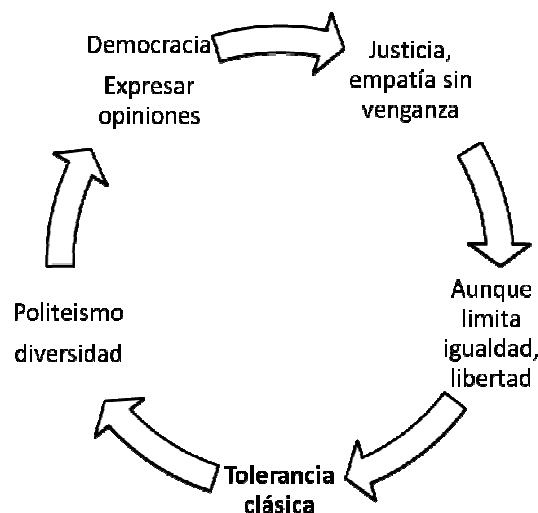 Democracia
Expresar
opiniones
Justicia,
empatía sin
venganza
Aunque
limita
igualdad,
libertad
Tolerancia
clásica
Politeismo
diversidad